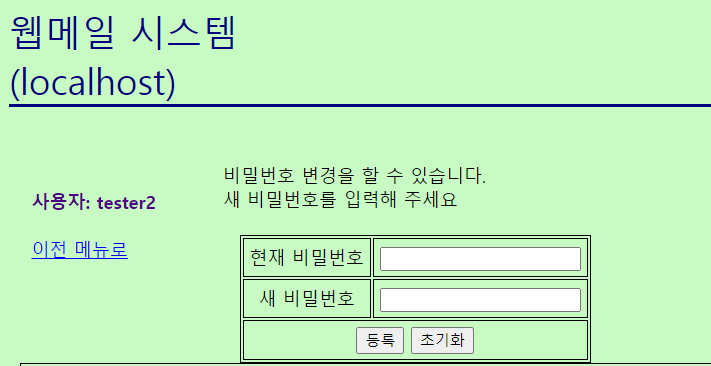 웹메일 시스템
(localhost)
비밀번호 변경을 할 수 있습니다.
새 비밀번호를 입력해 주세요
사용자: tester2
이전 메뉴로
현재 비밀번호
새 비밀번호
등록 초기화